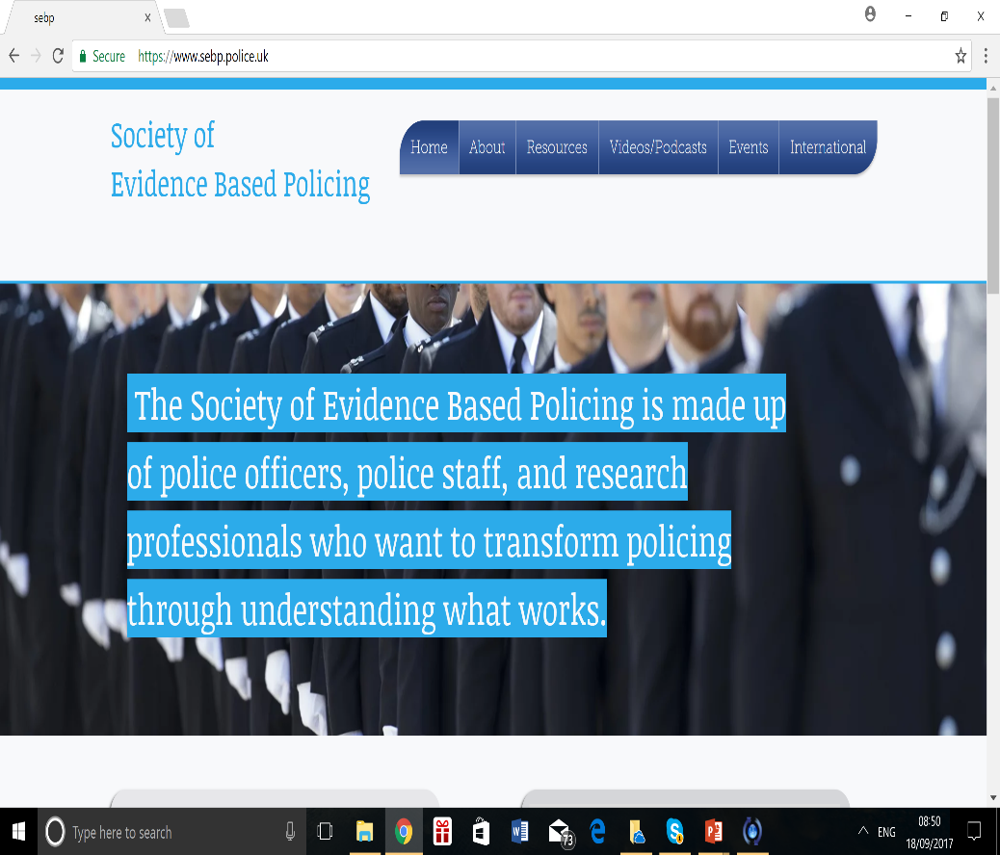 sebp
Secure https://www.sebp.police.uk
Society of
Evidence Based Policing
Home About Resources Videos/Podcasts Events International
The Society of Evidence Based Policing is made up
of police officers, police staff, and research
professionals who want to transform policing
through understanding what works.
Type here to search
73
ENG
08:50
18/09/2017